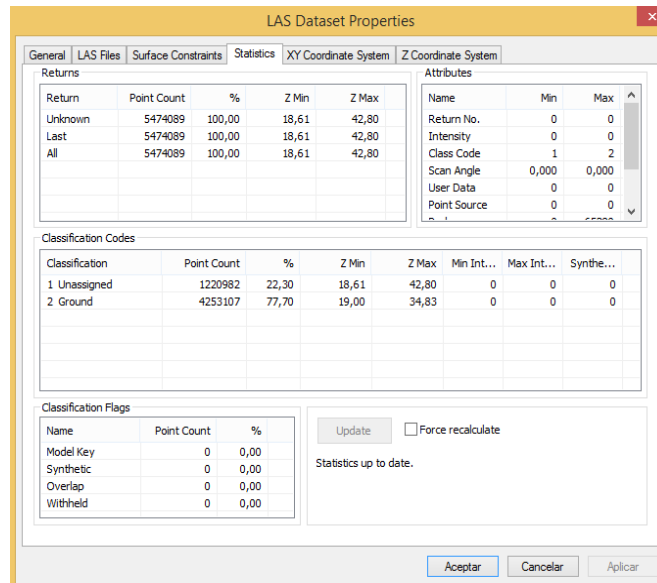 LAS Dataset Properties
General LAS Files Surface Constraints Statistics XY Coordinate System Z Coordinate System
Returns
Return Point Count % Z Min Z Max
Unknown 5474089 100,00 18,61 42,80
Last 5474089 100,00 18,61 42,80
All 5474089 100,00 18,61 42,80
Attributes
Name Min Max
Return No. 0 0
Intensity 0 0
Class Code 1 2
Scan Angle 0,000 0,000
User Data 0 0
Point Source 0 0
Classification Codes
Classification Point Count % Z Min Z Max Min Int... Max Int... Synthe...
1 Unassigned 1220982 22,30 18,61 42,80 0 0 0
2 Ground 4253107 77,70 19,00 34,83 0 0 0
Classification Flags
Name Point Count %
Model Key 0 0,00
Synthetic 0 0,00
Overlap 0 0,00
Withheld 0 0,00
Update Force recalculate
Statistics up to date.
Aceptar Cancelar Aplicar